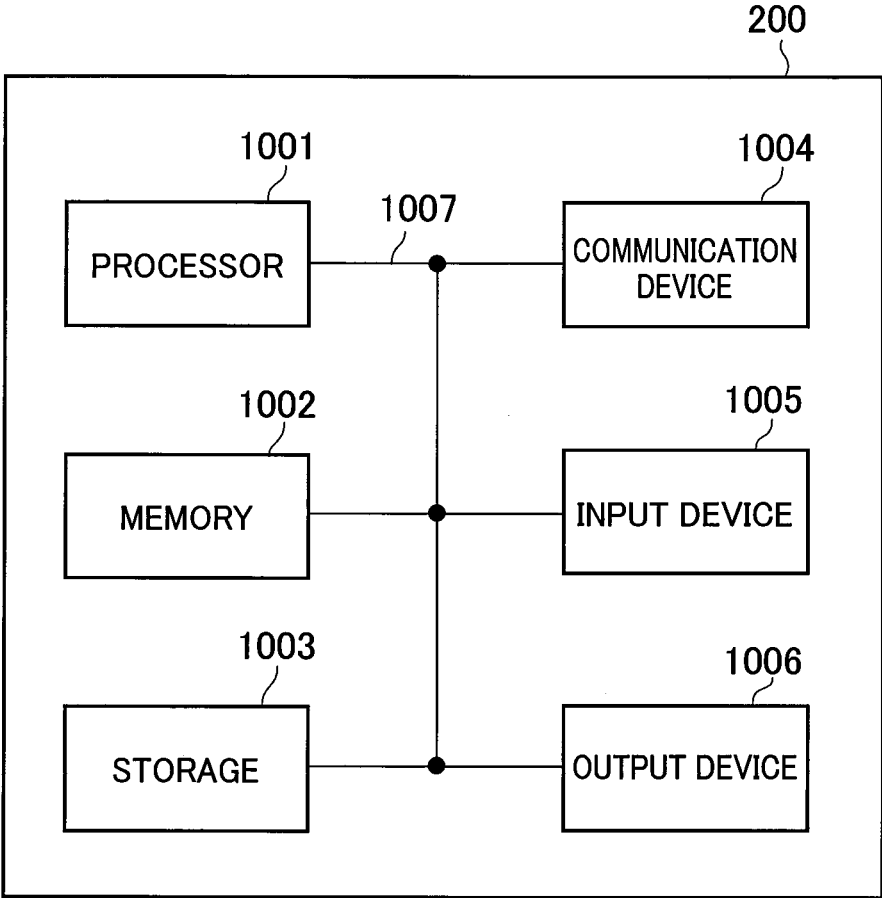 200
1001
1004
1007
PROCESSOR
COMMUNICATION
DEVICE
1002
1005
MEMORY
INPUT DEVICE
1003
1006
STORAGE
OUTPUT DEVICE